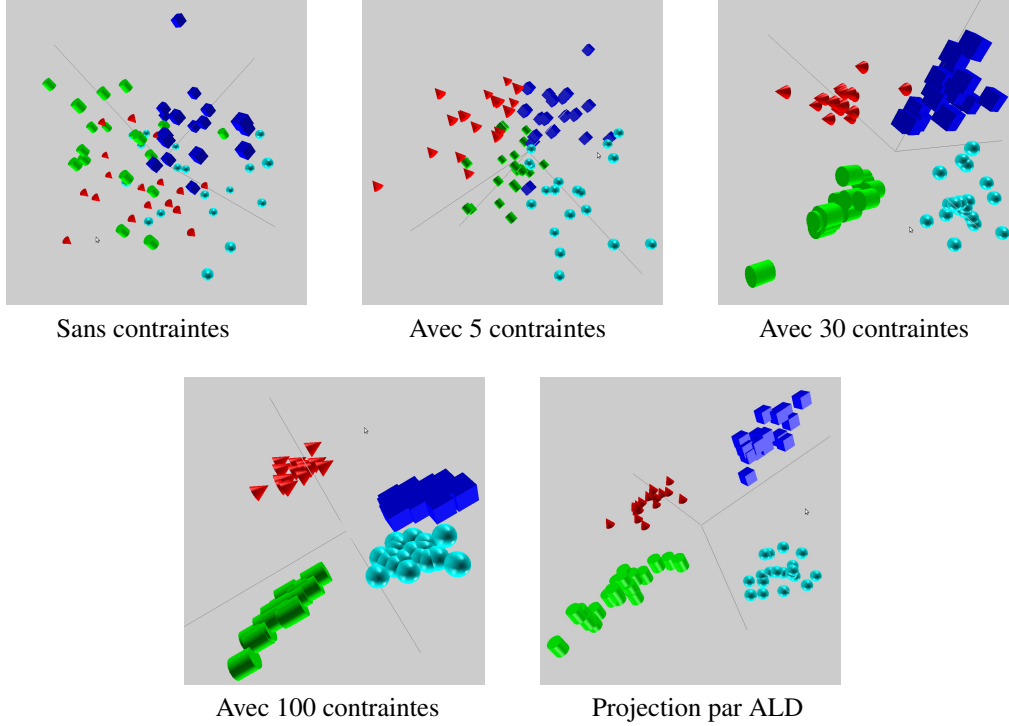 Sans contraintes
Avec 5 contraintes
Avec 30 contraintes
Avec 100 contraintes
Projection par ALD